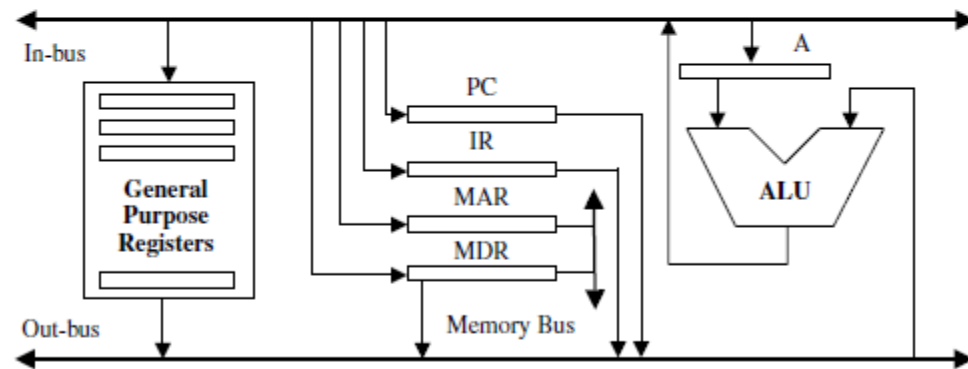 In-bus
A
PC
IR
General
Purpose
Registers
MAR
ALU
MDR
Out-bus
Memory Bus